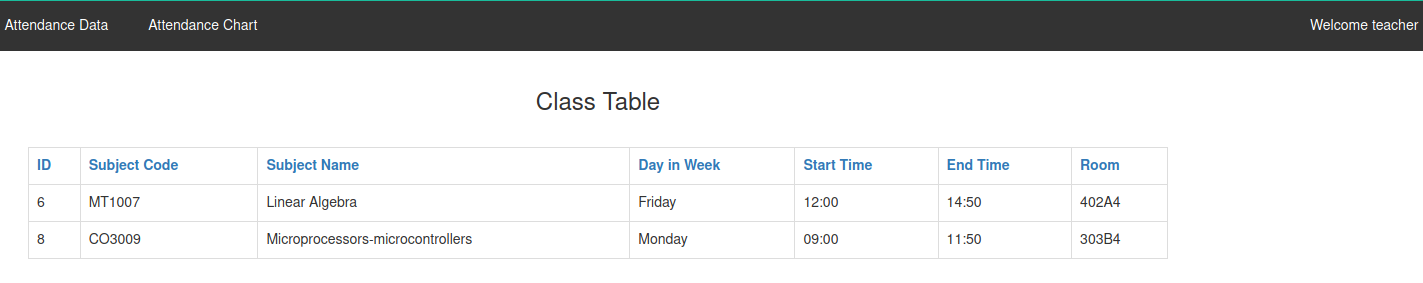 Attendance Data Attendance Chart Welcome teacher
Class Table
ID Subject Code Subject Name Day in Week Start Time End Time Room
6 MT1007 Linear Algebra Friday 12:00 14:50 402A4
8 CO3009 Microprocessors-microcontrollers Monday 09:00 11:50 303B4